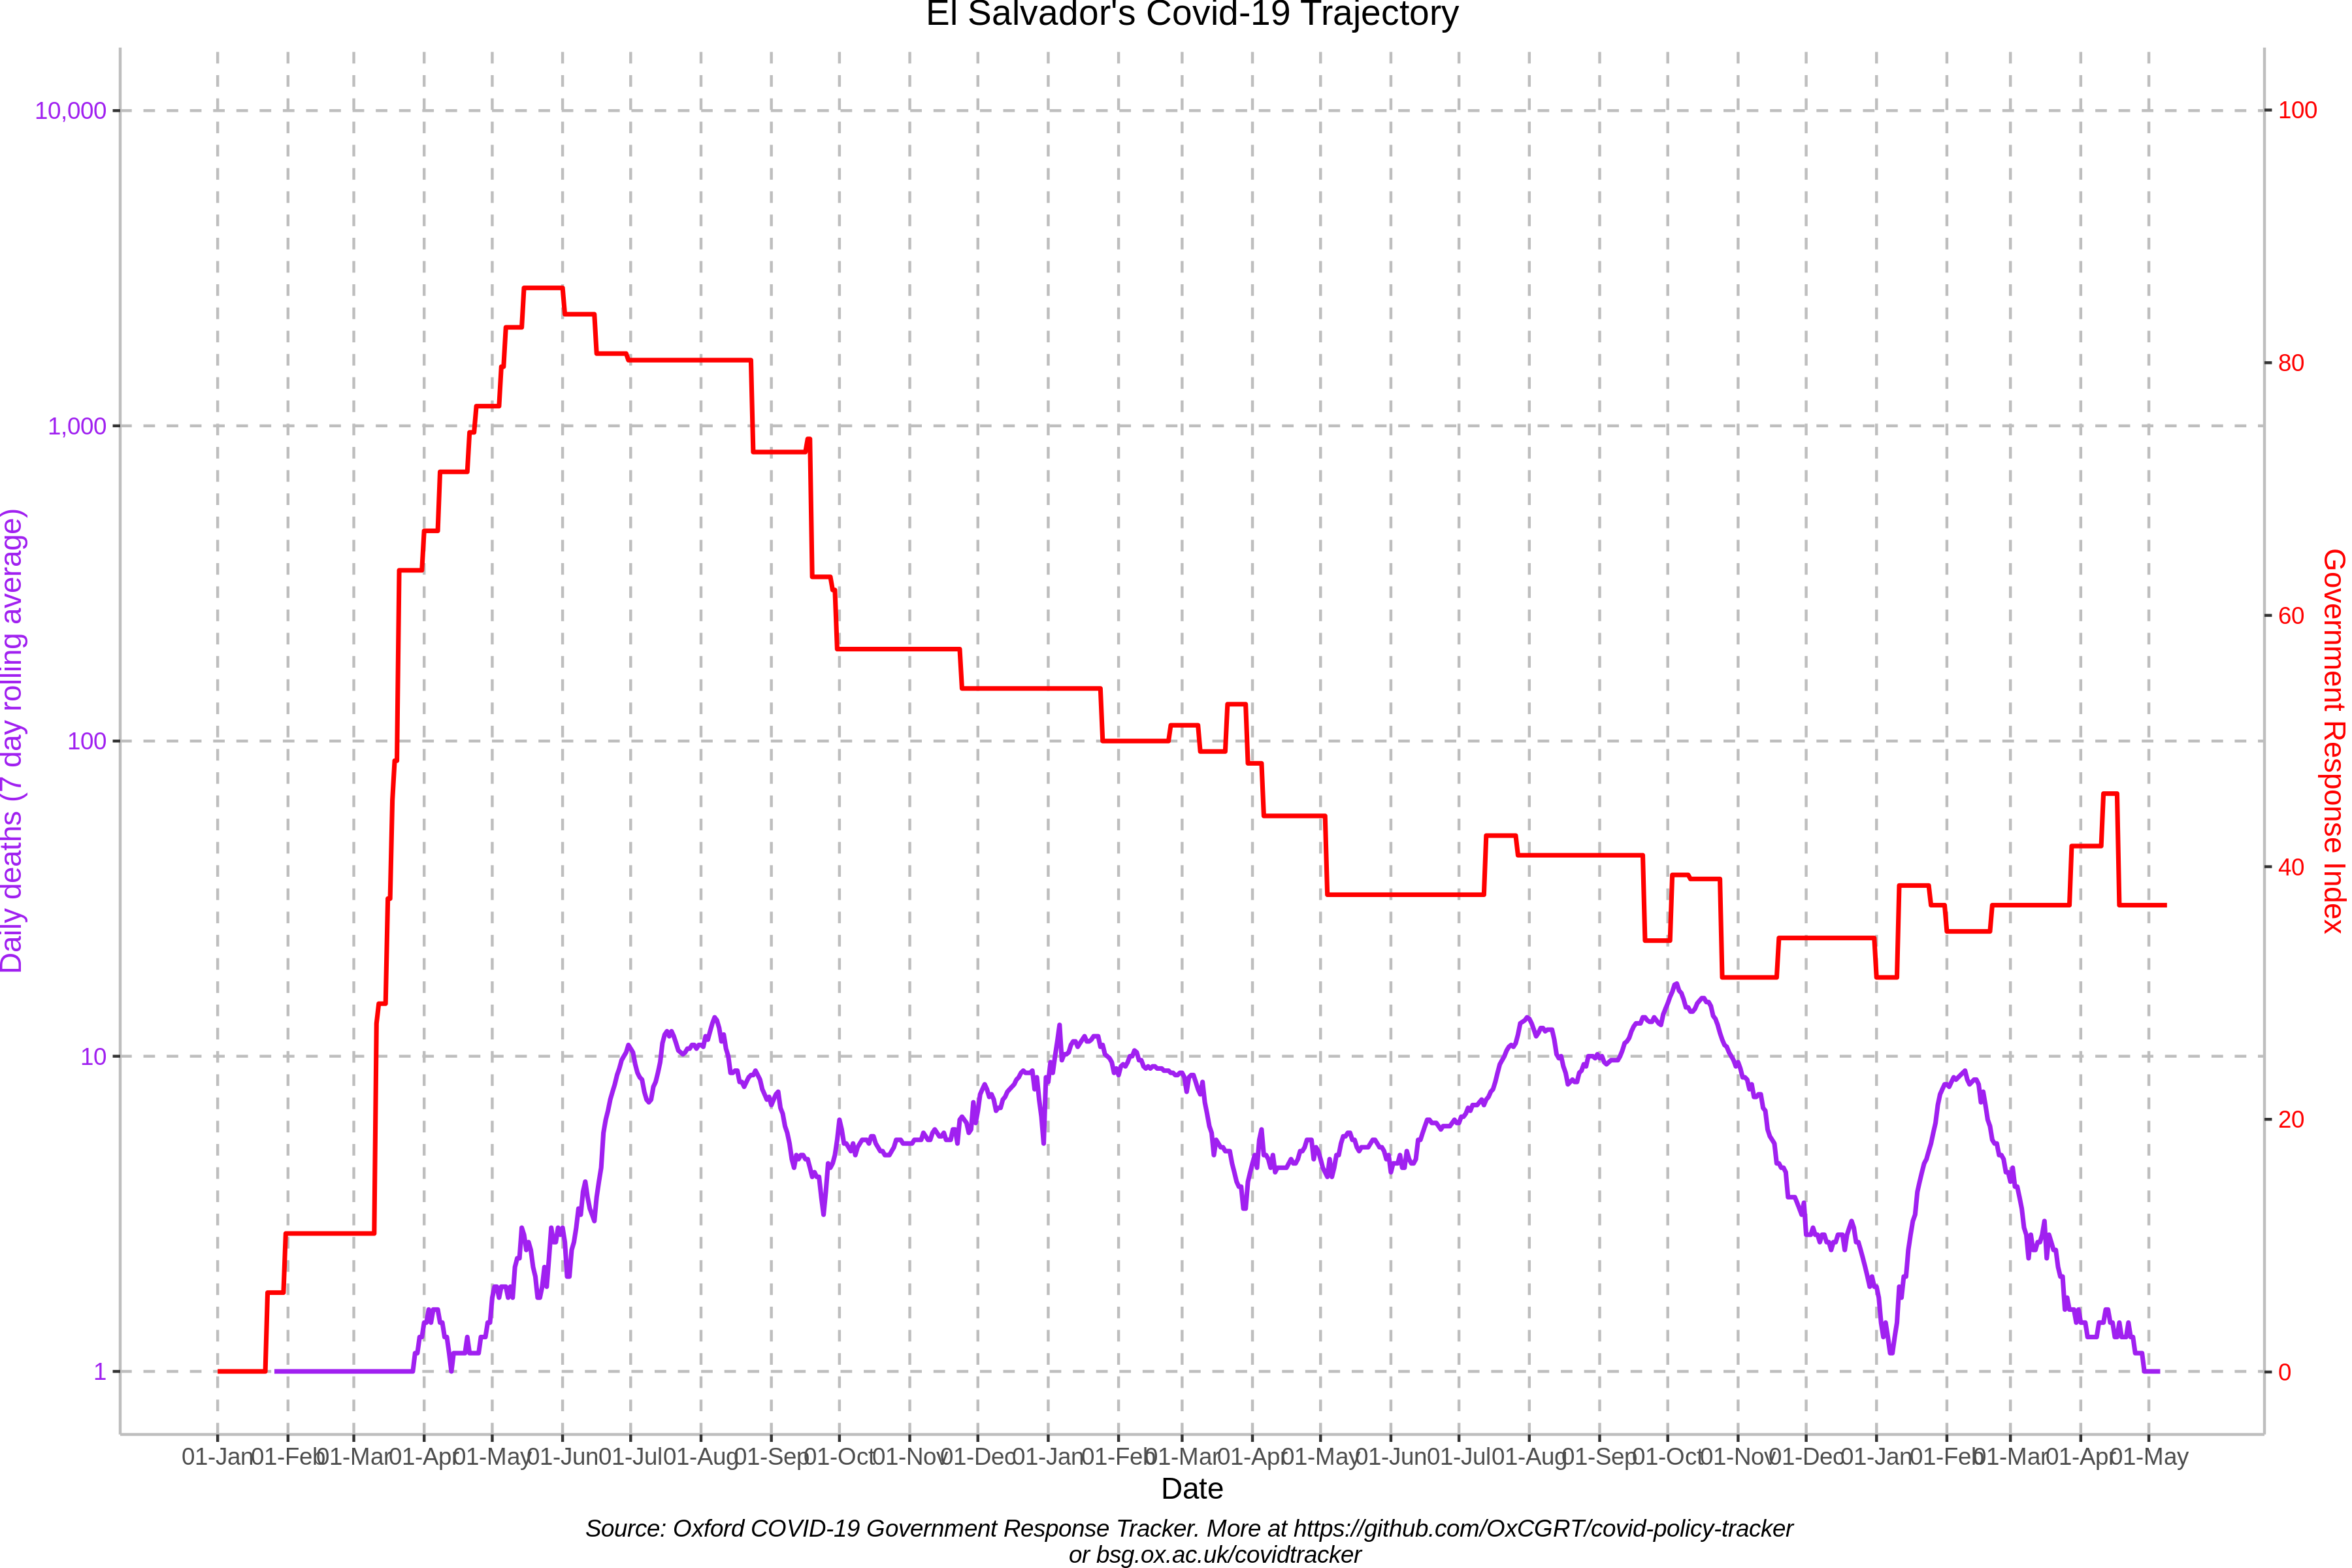 El Salvador's Covid-19 Trajectory
10,000
1,000
100
10
1
Daily deaths (7 day rolling average)
100
80
60
40
20
0
Government Response Index
01-Jan 01-Feb 01-Mar 01-Apr 01-May 01-Jun 01-Jul 01-Aug 01-Sep 01-Oct 01-Nov 01-Dec 01-Jan 01-Feb 01-Mar 01-Apr 01-May 01-Jun 01-Jul 01-Aug 01-Sep 01-Oct 01-Nov 01-Dec 01-Jan 01-Feb 01-Mar 01-Apr 01-May
Date
Source: Oxford COVID-19 Government Response Tracker. More at https://github.com/OxCGRT/covid-policy-tracker
or bsg.ox.ac.uk/covidtracker